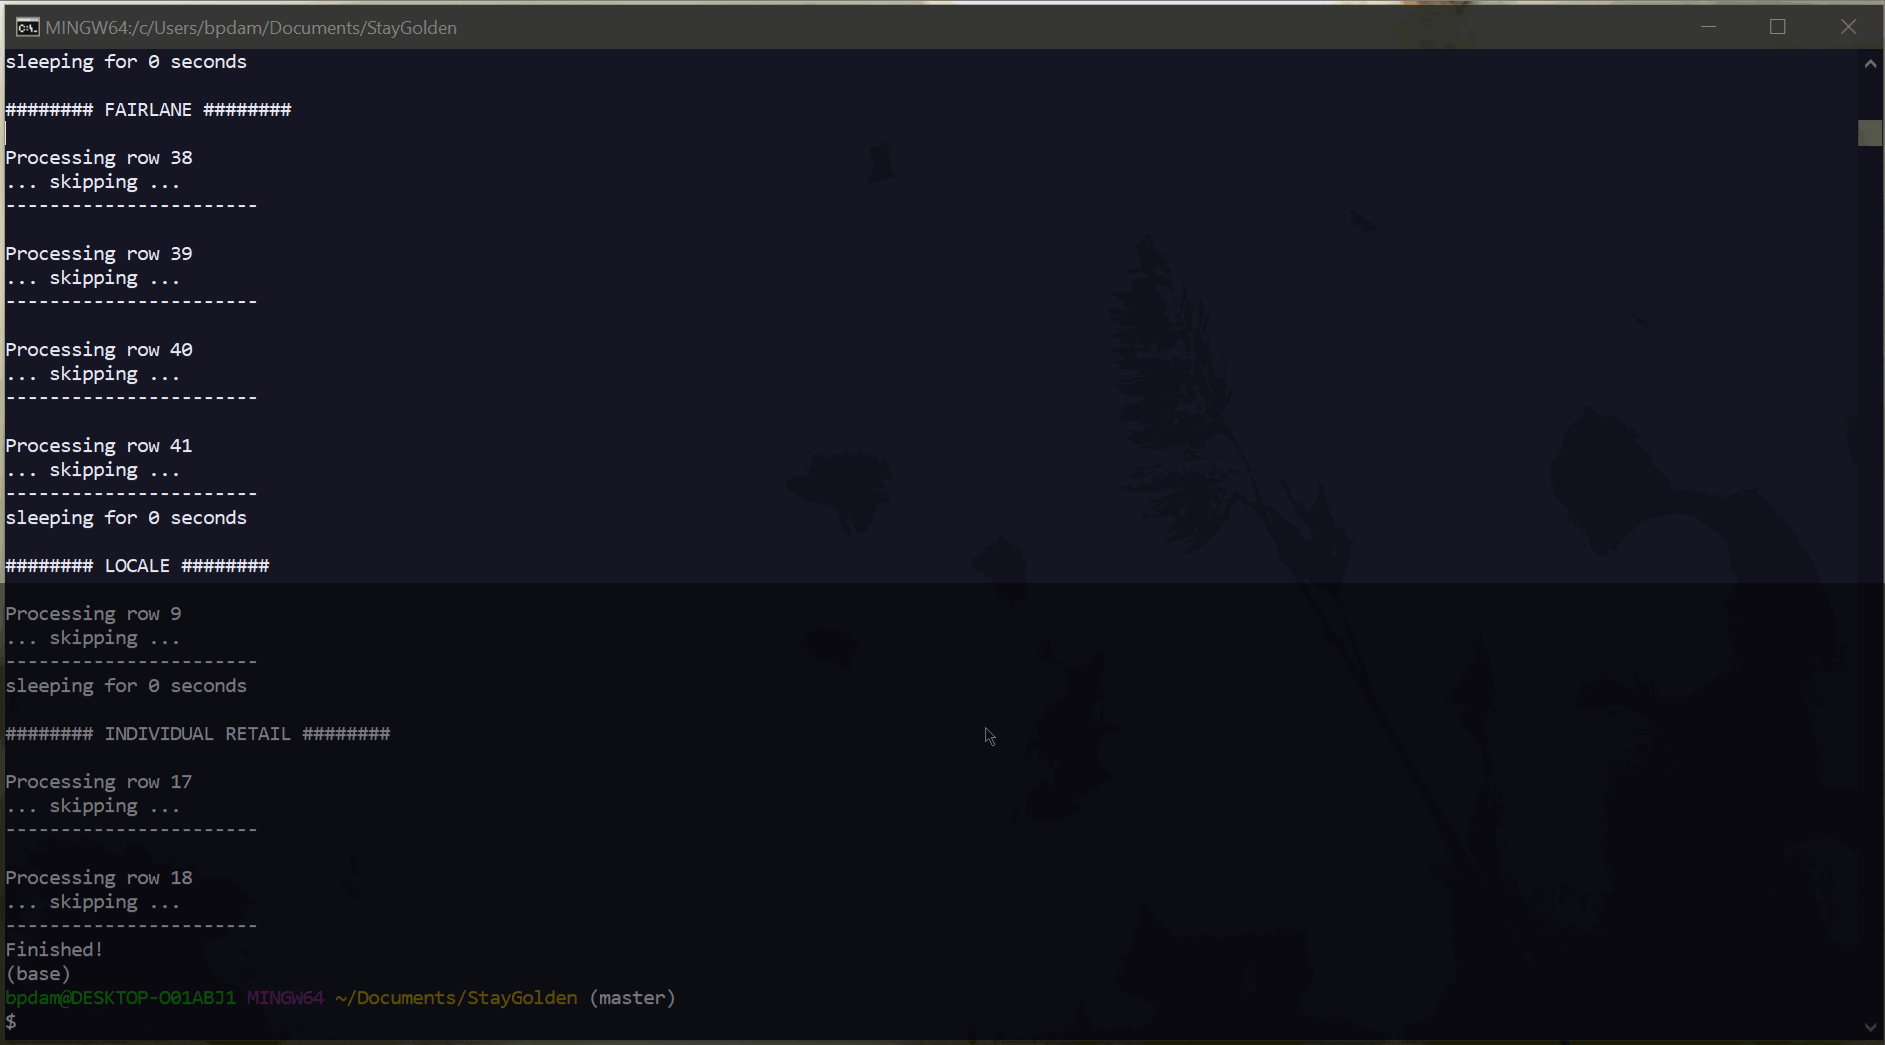 MINGW64:/c/Users/bpdam/Documents/StayGolden
sleeping for 0 seconds
######## FAIRLANE ########
Processing row 38
... skipping ...
-----------------------
Processing row 39
... skipping ...
-----------------------
Processing row 40
... skipping ...
-----------------------
Processing row 41
... skipping ...
-----------------------
sleeping for 0 seconds
######## LOCALE ########
Processing row 9
... skipping ...
-----------------------
sleeping for 0 seconds
######## INDIVIDUAL RETAIL ########
Processing row 17
... skipping ...
-----------------------
Processing row 18
... skipping ...
-----------------------
Finished!
(base)
bpdam@DESKTOP-O01ABJ1 MINGW64 ~/Documents/StayGolden (master)
$